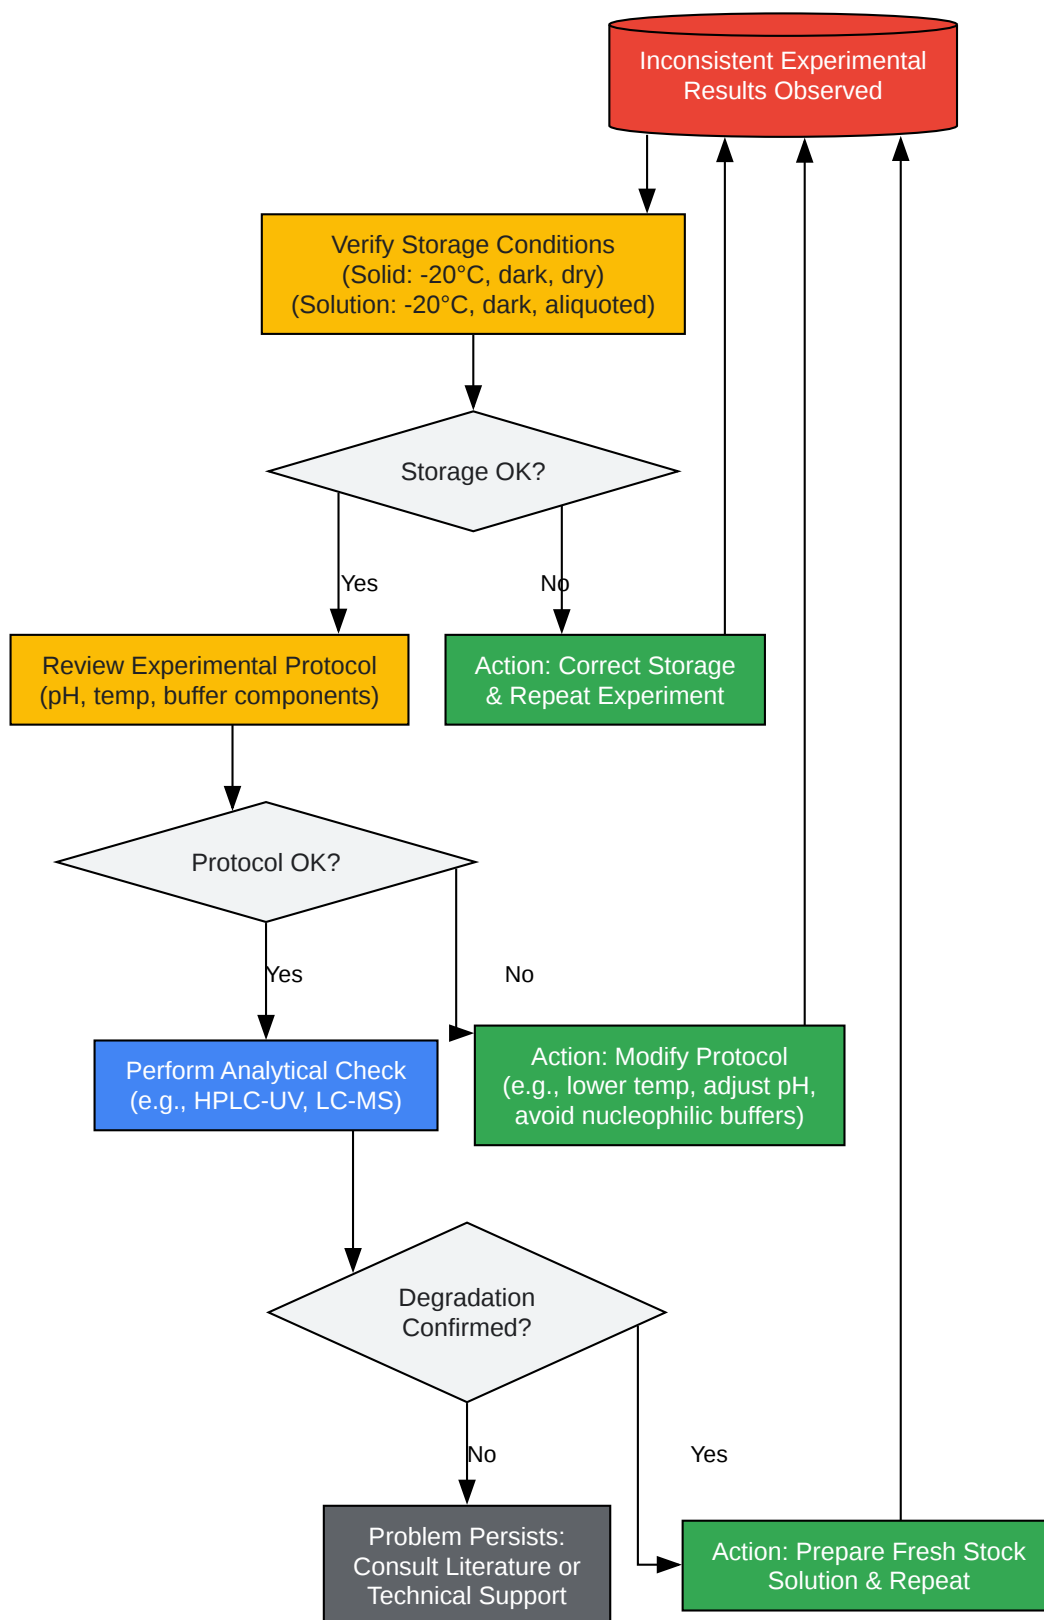 Inconsistent Experimental
Results Observed
Verify Storage Conditions
(Solid: -20°C, dark, dry)
(Solution: -20°C, dark, aliquoted)
Storage OK?
Yes
No
Review Experimental Protocol
(pH, temp, buffer components)
Action: Correct Storage
& Repeat Experiment
Protocol OK?
Yes
No
Perform Analytical Check
(e.g., HPLC-UV, LC-MS)
Action: Modify Protocol
(e.g., lower temp, adjust pH,
avoid nucleophilic buffers)
Degradation
Confirmed?
No
Yes
Problem Persists:
Consult Literature or
Technical Support
Action: Prepare Fresh Stock
Solution & Repeat